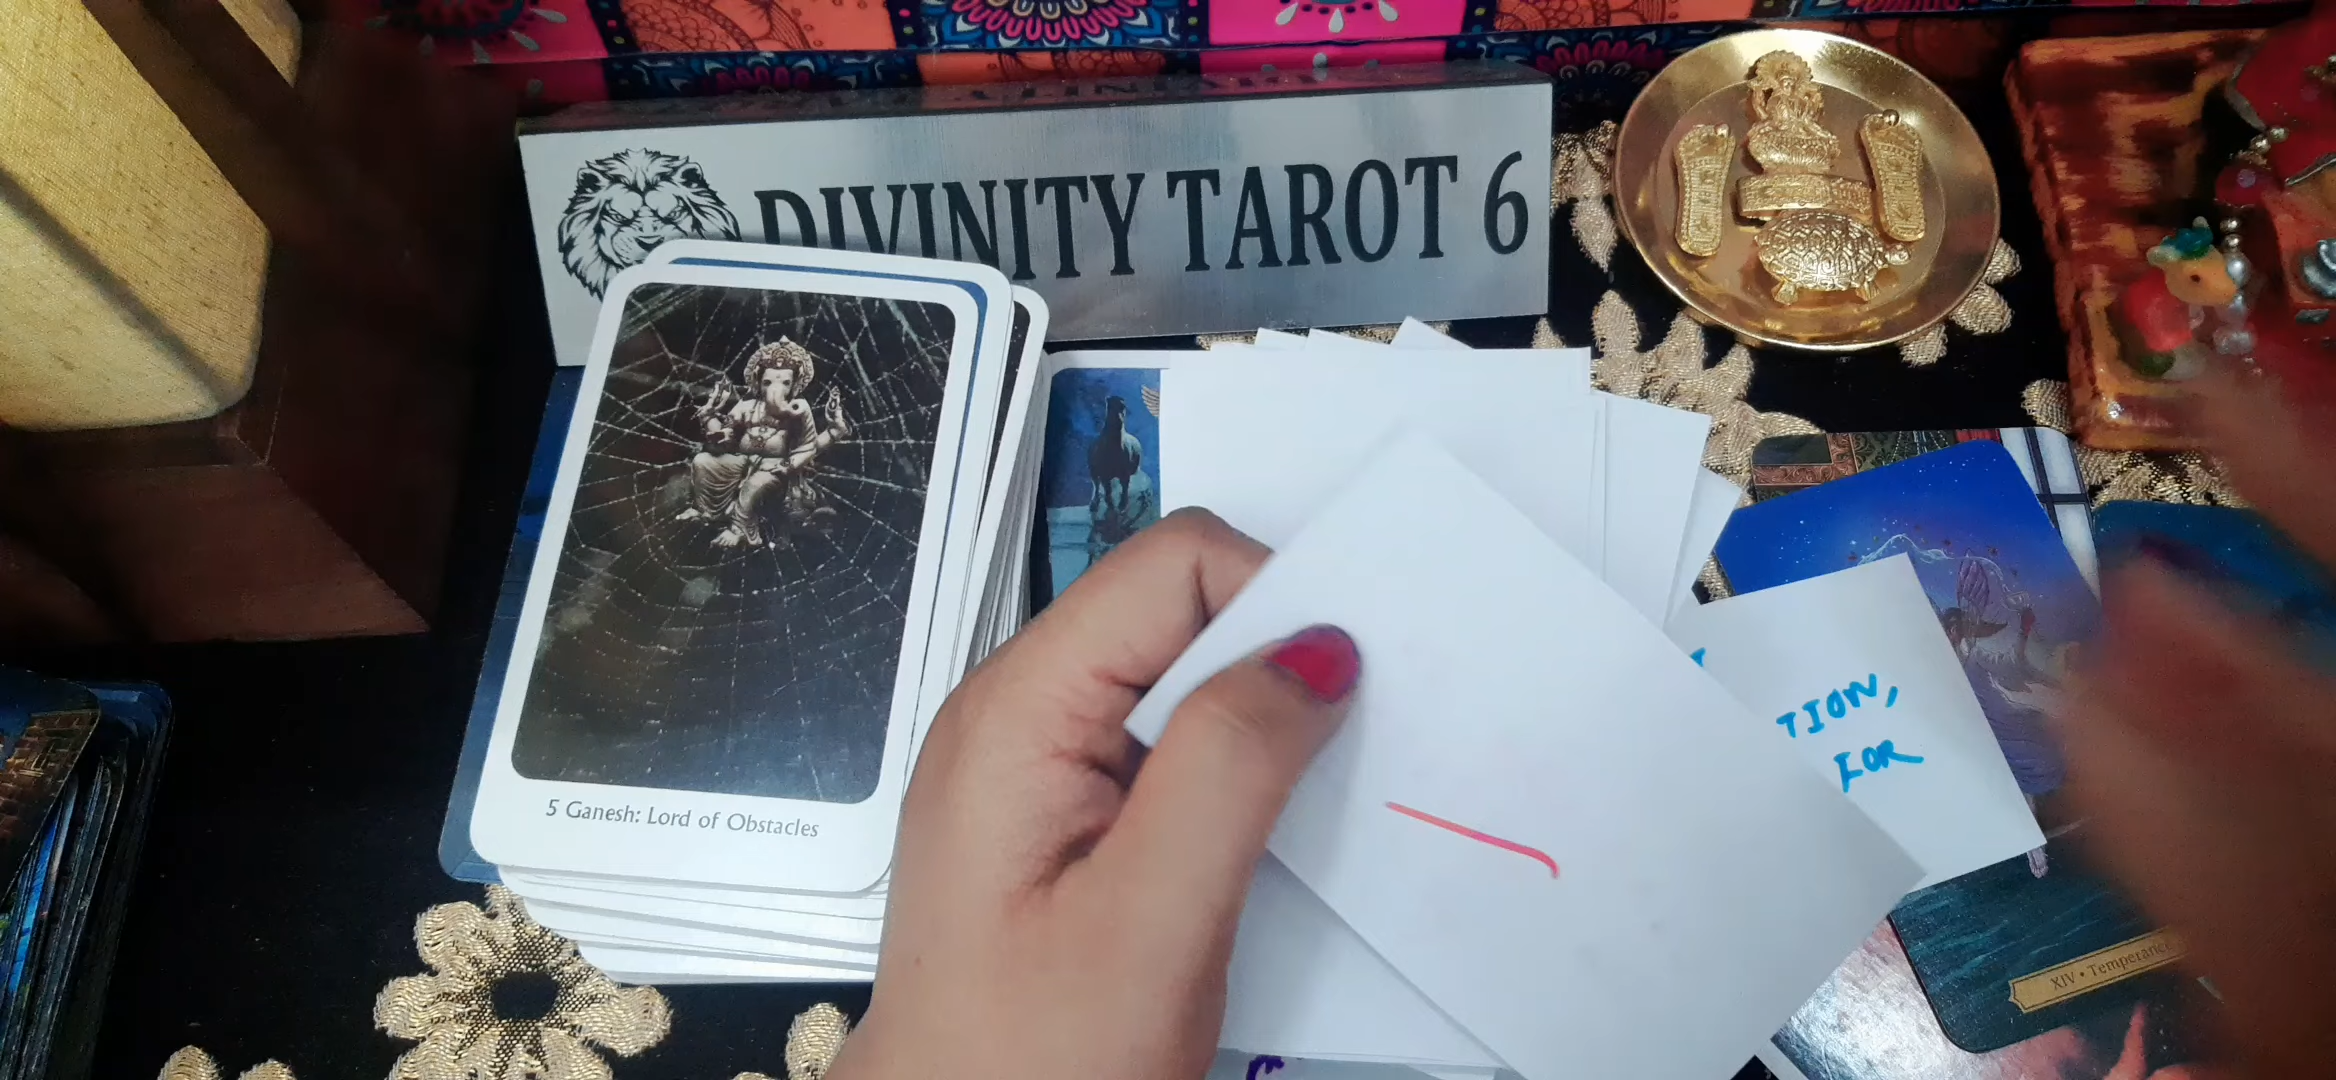 DIVINITY TAROT 6
5 Ganesh: Lord of Obstacles
TION,
FOR
XIV • Temperance